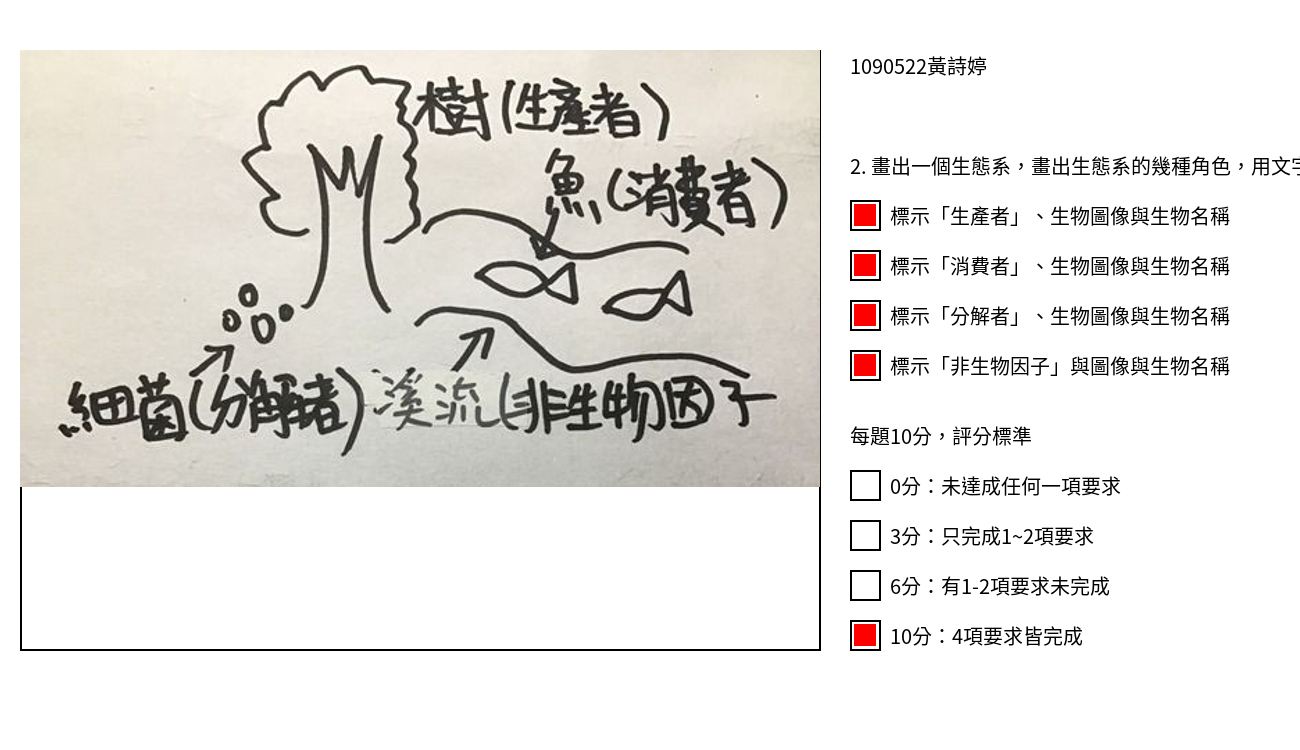 樹(生產者)
魚(消費者)
細菌(分解者)
溪流(非生物因子
1090522黃詩婷
2. 畫出一個生態系，畫出生態系的幾種角色，用文字
標示「生產者」、生物圖像與生物名稱
標示「消費者」、生物圖像與生物名稱
標示「分解者」、生物圖像與生物名稱
標示「非生物因子」與圖像與生物名稱
每題10分，評分標準
0分：未達成任何一項要求
3分：只完成1~2項要求
6分：有1-2項要求未完成
10分：4項要求皆完成